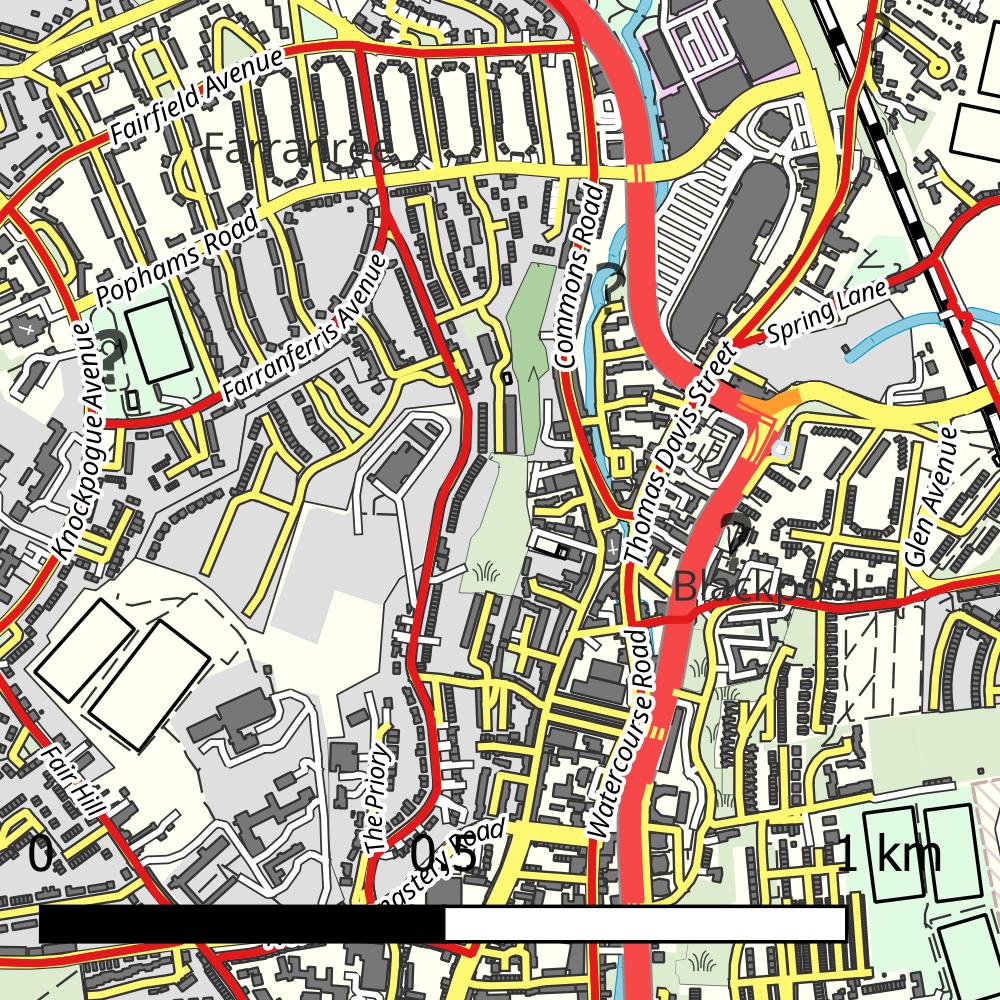 Fairfield Avenue
Farranree
Pophams Road
Commons Road
Spring Lane
Farranferris Avenue
Knockpogue Avenue
Thomas Davis Street
Glen Avenue
Blackpool
Watercourse Road
Fair Hill
The Priory
Road
0
0.5
1 km